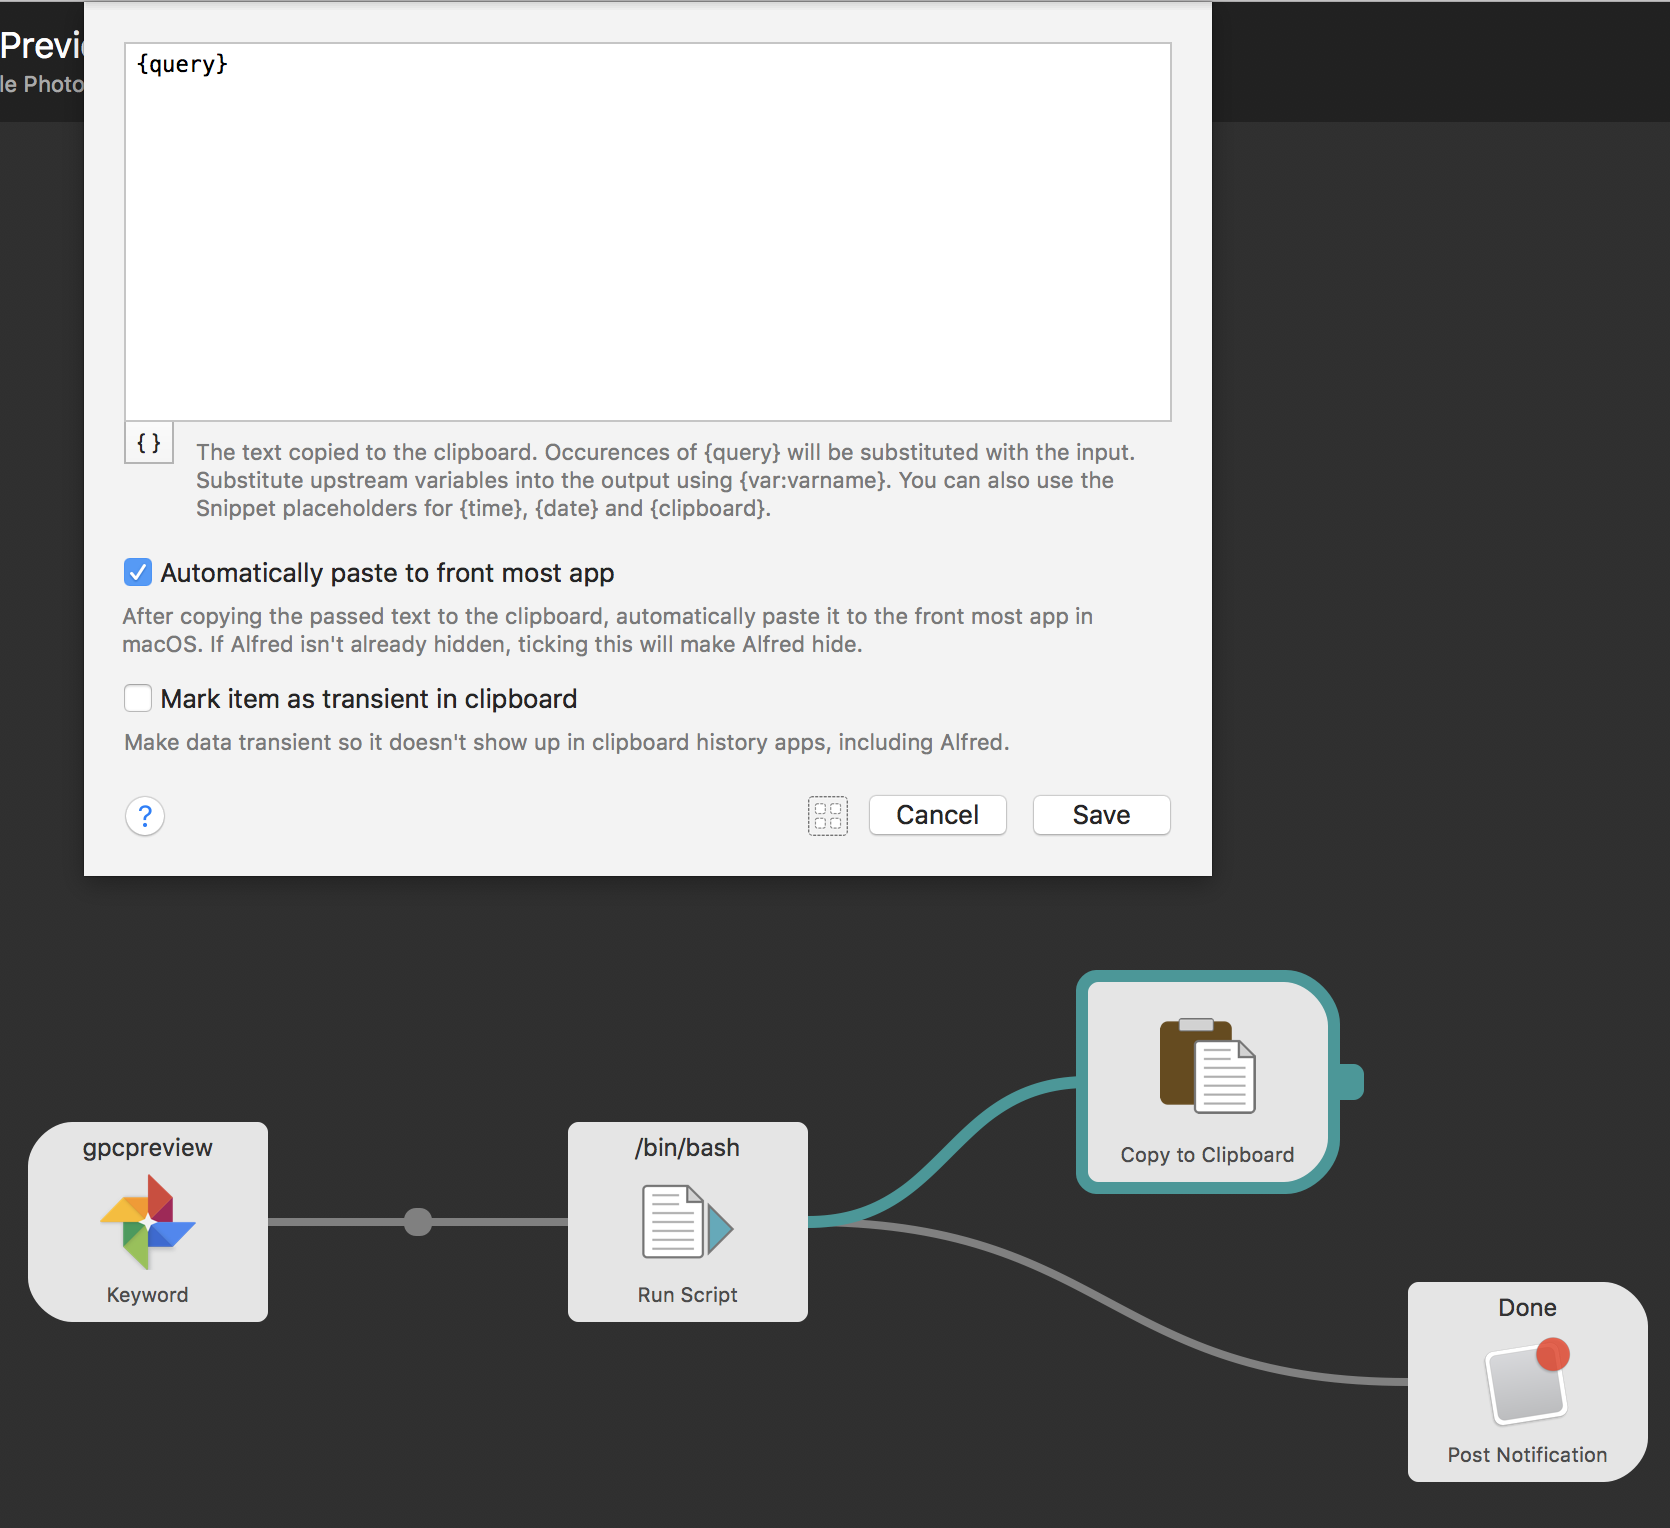 Previ
le Photo
{query}
{}
The text copied to the clipboard. Occurences of {query} will be substituted with the input.
Substitute upstream variables into the output using {var:varname}. You can also use the
Snippet placeholders for {time}, {date} and {clipboard}.
Automatically paste to front most app
After copying the passed text to the clipboard, automatically paste it to the front most app in
macOS. If Alfred isn't already hidden, ticking this will make Alfred hide.
Mark item as transient in clipboard
Make data transient so it doesn't show up in clipboard history apps, including Alfred.
?
Cancel
Save
Copy to Clipboard
gpcpreview
Keyword
/bin/bash
Run Script
Done
Post Notification